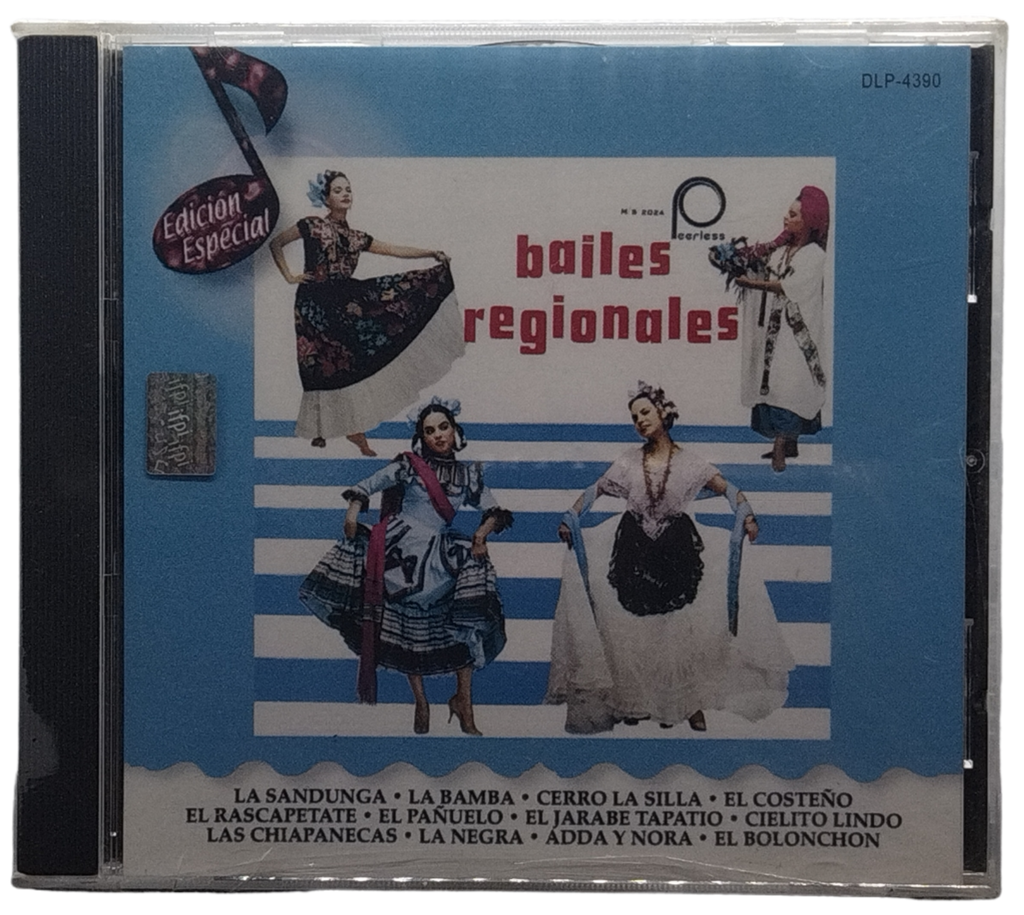 DLP-4390
Edición
Especial
M/S 2024
Peerless
bailes
regionales
LA SANDUNGA • LA BAMBA • CERRO LA SILLA • EL COSTEÑO
EL RASCAPETATE • EL PAÑUELO • EL JARABE TAPATIO • CIELITO LINDO
LAS CHIAPANECAS • LA NEGRA • ADDA Y NORA • EL BOLONCHON